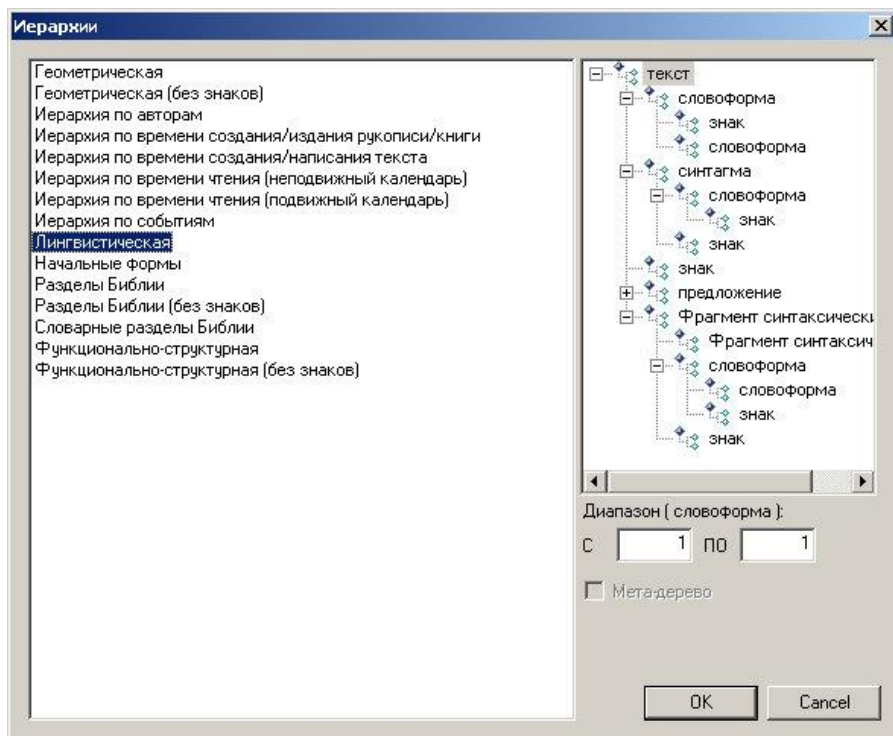 Иерархии
Геометрическая
Геометрическая (без знаков)
Иерархия по авторам
Иерархия по времени создания/издания рукописи/книги
Иерархия по времени создания/написания текста
Иерархия по времени чтения (неподвижный календарь)
Иерархия по времени чтения (подвижный календарь)
Иерархия по событиям
Лингвистическая
Начальные формы
Разделы Библии
Разделы Библии (без знаков)
Словарные разделы Библии
Функционально-структурная
Функционально-структурная (без знаков)
текст
словоформа
знак
словоформа
синтагма
словоформа
знак
знак
знак
предложение
Фрагмент синтаксически
Фрагмент синтаксич
словоформа
словоформа
знак
знак
Диапазон ( словоформа ):
С 1 ПО 1
Мета-дерево
OK Cancel